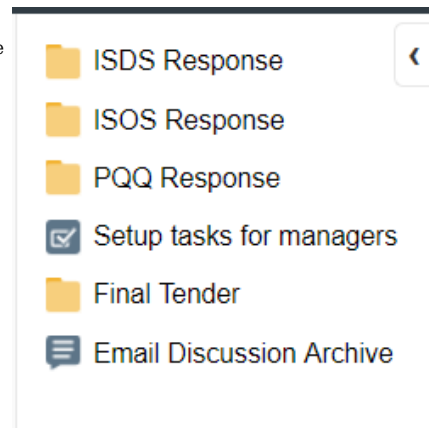 ISDS Response
ISOS Response
PQQ Response
Setup tasks for managers
Final Tender
Email Discussion Archive